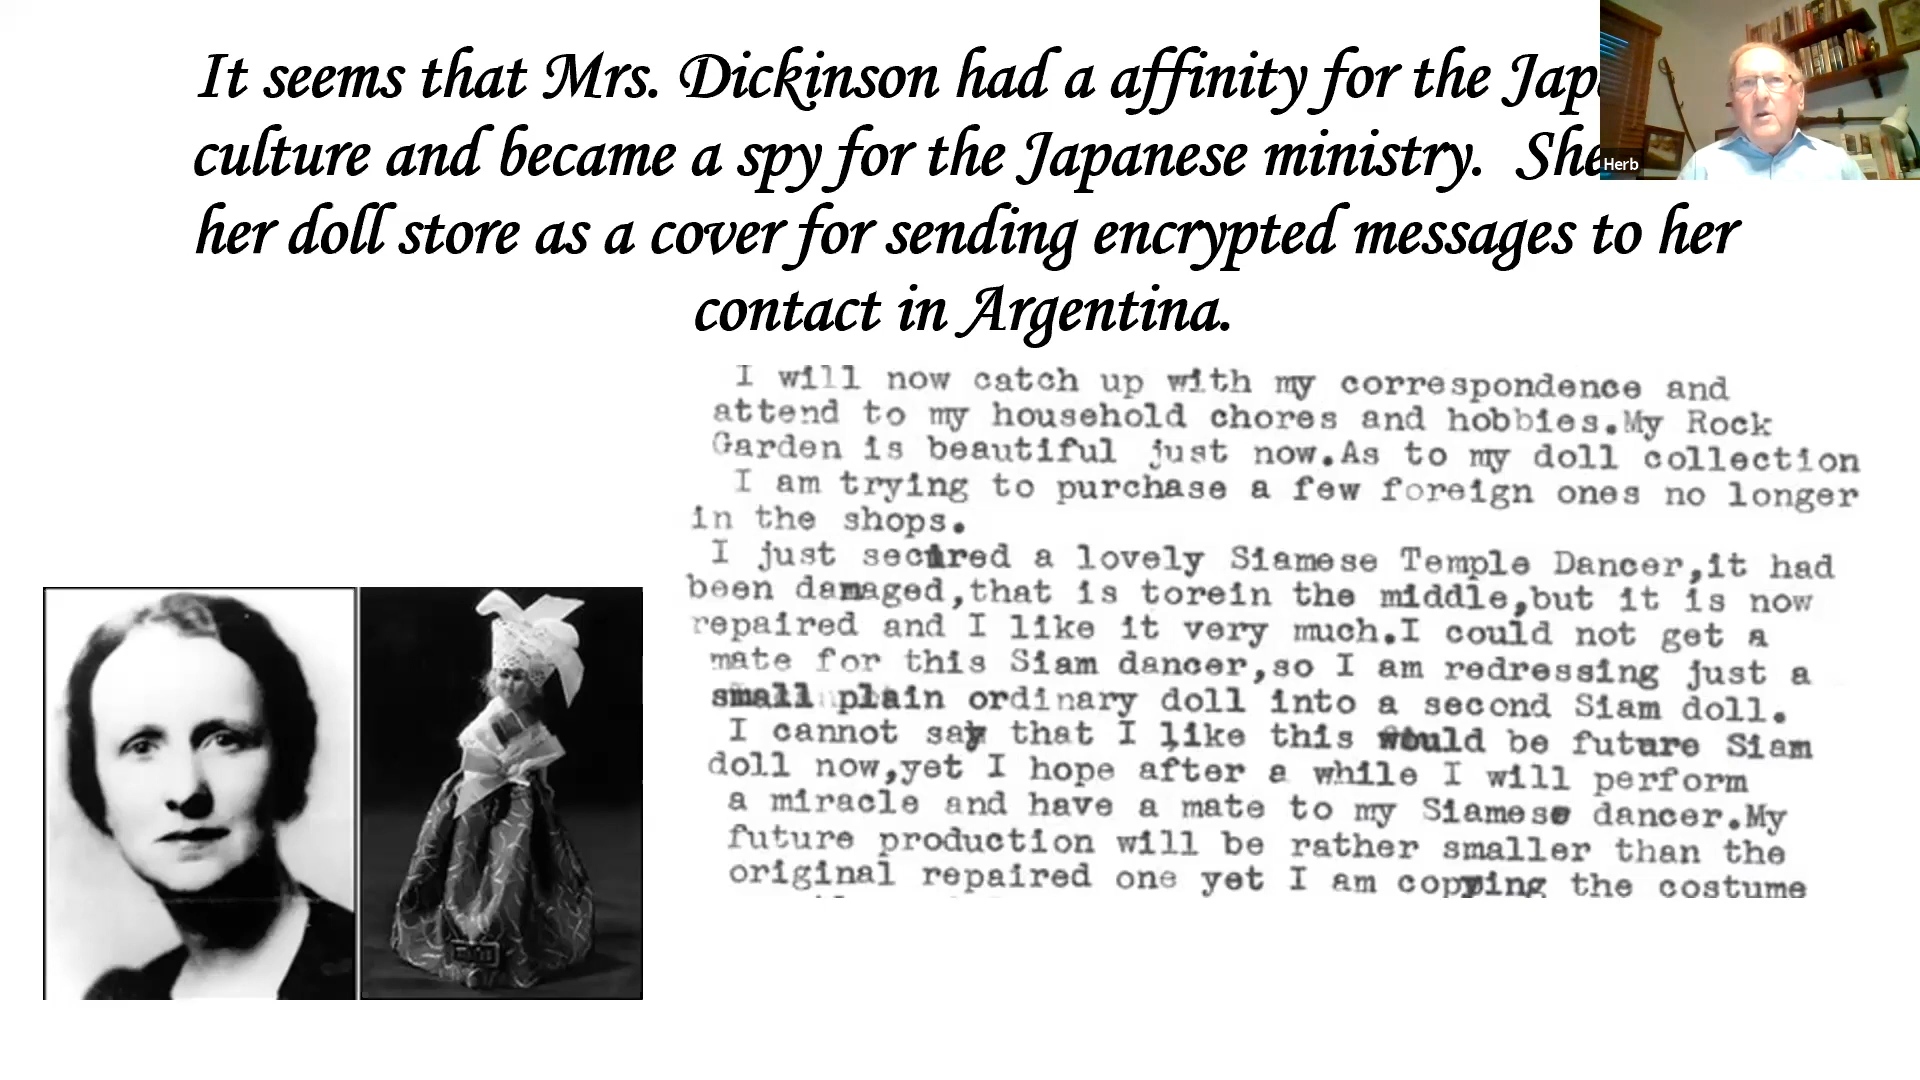 It seems that Mrs. Dickinson had a affinity for the Jap
culture and became a spy for the Japanese ministry. She
her doll store as a cover for sending encrypted messages to her
contact in Argentina.
Herb
I will now catch up with my correspondence and
attend to my household chores and hobbies.My Rock
Garden is beautiful just now.As to my doll collection
I am trying to purchase a few foreign ones no longer
in the shops.
I just secured a lovely Siamese Temple Dancer,it had
been damaged,that is torein the middle,but it is now
repaired and I like it very much.I could not get a
mate for this Siam dancer,so I am redressing just a
small plain ordinary doll into a second Siam doll.
I cannot say that I like this would be future Siam
doll now,yet I hope after a while I will perform
a miracle and have a mate to my Siamese dancer.My
future production will be rather smaller than the
original repaired one yet I am copying the costume